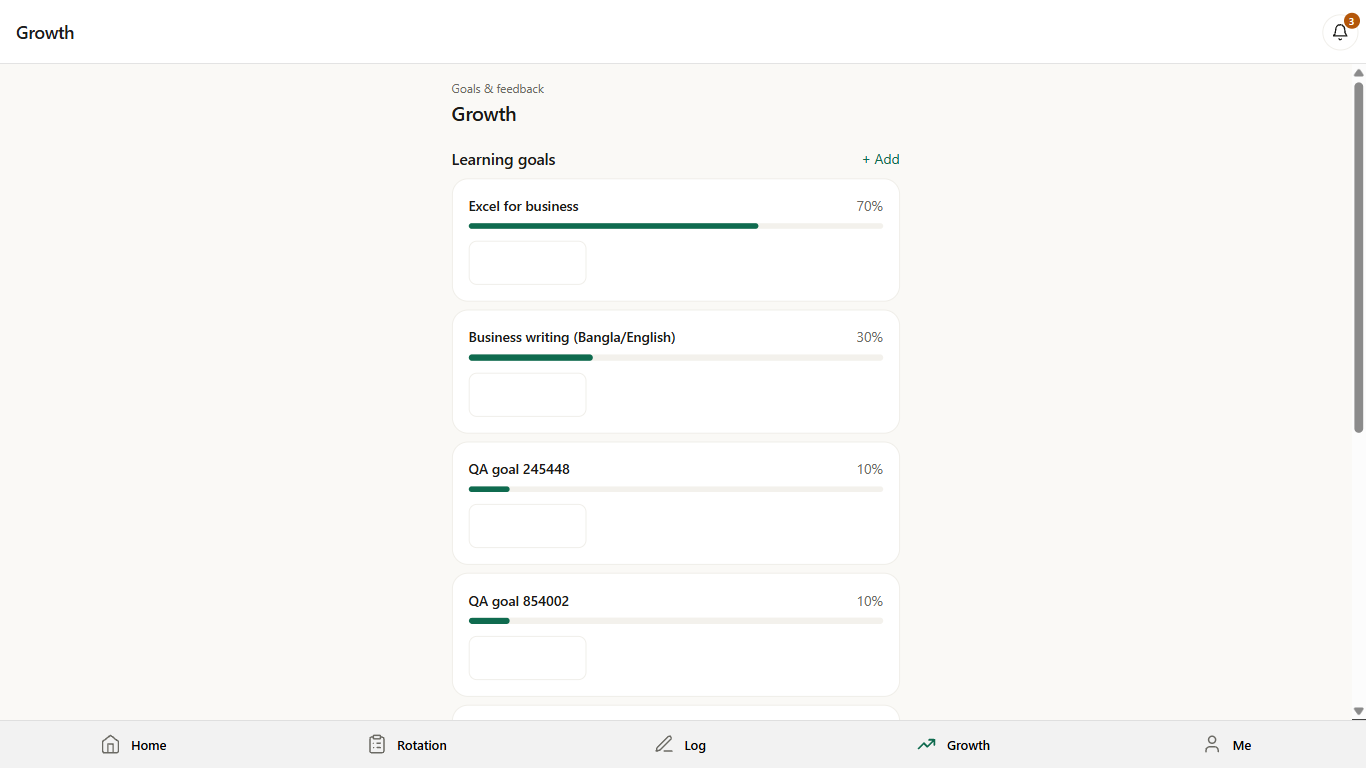 Growth
3
Goals & feedback
Growth
Learning goals
+ Add
Excel for business
70%
Business writing (Bangla/English)
30%
QA goal 245448
10%
QA goal 854002
10%
Home
Rotation
Log
Growth
Me